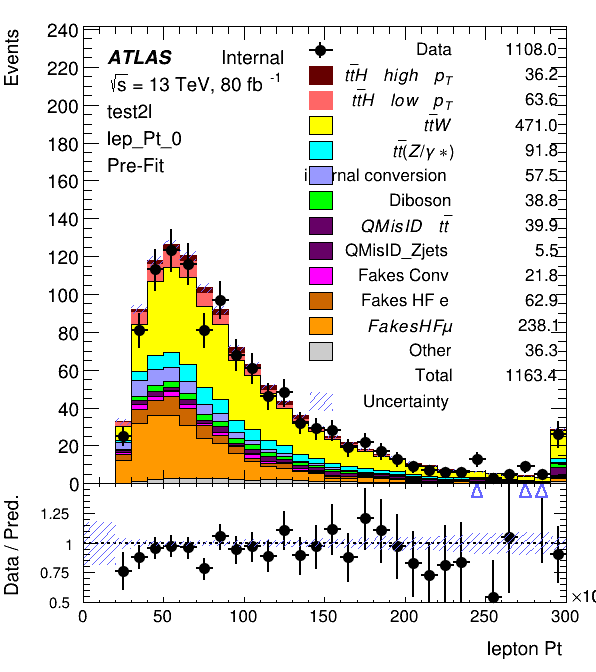 Events
240
220
200
180
160
140
120
100
80
60
40
20
0
ATLAS Internal
√s = 13 TeV, 80 fb⁻¹
test2l
lep_Pt_0
Pre-Fit
Data 1108.0
tt̄H high p_T 36.2
tt̄H low p_T 63.6
tt̄W 471.0
tt̄(Z/γ*) 91.8
rnal conversion 57.5
Diboson 38.8
QMisID tt̄ 39.9
QMisID_Zjets 5.5
Fakes Conv 21.8
Fakes HF e 62.9
FakesHFμ 238.1
Other 36.3
Total 1163.4
Uncertainty
Data / Pred.
1.25
1
0.75
0.5
0 50 100 150 200 250 300
lepton Pt